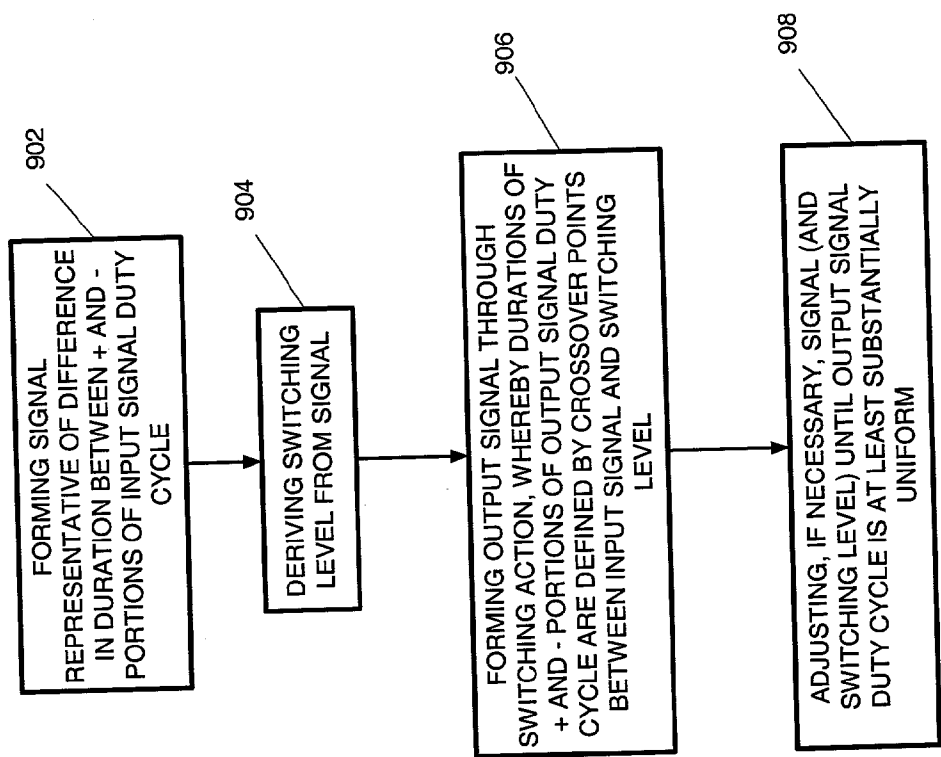 FORMING SIGNAL
REPRESENTATIVE OF DIFFERENCE
IN DURATION BETWEEN + AND -
PORTIONS OF INPUT SIGNAL DUTY
CYCLE
902
DERIVING SWITCHING
LEVEL FROM SIGNAL
904
FORMING OUTPUT SIGNAL THROUGH
SWITCHING ACTION, WHEREBY DURATIONS OF
+ AND - PORTIONS OF OUTPUT SIGNAL DUTY
CYCLE ARE DEFINED BY CROSSOVER POINTS
BETWEEN INPUT SIGNAL AND SWITCHING
LEVEL
906
ADJUSTING, IF NECESSARY, SIGNAL (AND
SWITCHING LEVEL) UNTIL OUTPUT SIGNAL
DUTY CYCLE IS AT LEAST SUBSTANTIALLY
UNIFORM
908